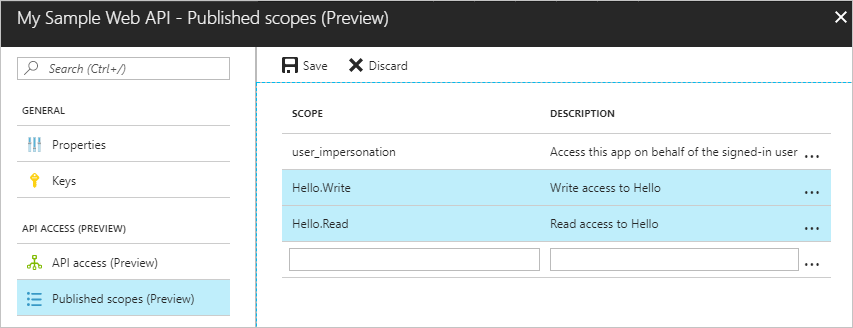 My Sample Web API - Published scopes (Preview)
Search (Ctrl+/)
GENERAL
Properties
Keys
API ACCESS (PREVIEW)
API access (Preview)
Published scopes (Preview)
Save Discard
SCOPE DESCRIPTION
user_impersonation Access this app on behalf of the signed-in user ...
Hello.Write Write access to Hello ...
Hello.Read Read access to Hello ...
...